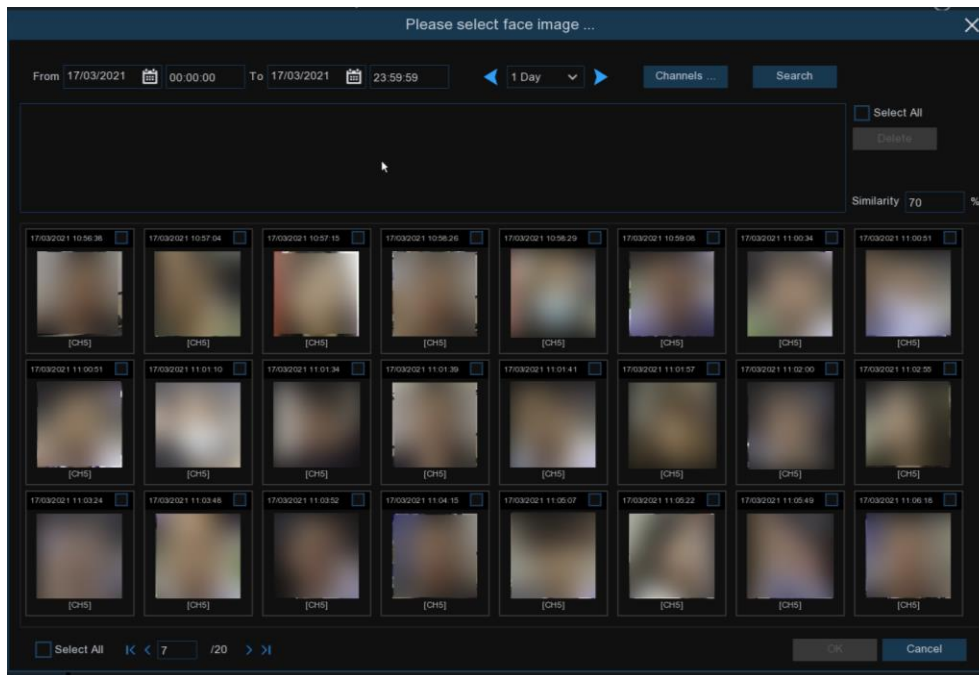 Please select face image ...
From 17/03/2021 00:00:00 To 17/03/2021 23:59:59 1 Day Channels ... Search
Select All
Delete
Similarity 70 %
17/03/2021 10:56:38 17/03/2021 10:57:04 17/03/2021 10:57:15 17/03/2021 10:58:26 17/03/2021 10:58:29 17/03/2021 10:59:08 17/03/2021 11:00:34 17/03/2021 11:00:51
[CH5] [CH5] [CH5] [CH5] [CH5] [CH5] [CH5] [CH5]
17/03/2021 11:00:51 17/03/2021 11:01:10 17/03/2021 11:01:34 17/03/2021 11:01:39 17/03/2021 11:01:41 17/03/2021 11:01:57 17/03/2021 11:02:00 17/03/2021 11:02:55
[CH5] [CH5] [CH5] [CH5] [CH5] [CH5] [CH5] [CH5]
17/03/2021 11:03:24 17/03/2021 11:03:48 17/03/2021 11:03:52 17/03/2021 11:04:15 17/03/2021 11:05:07 17/03/2021 11:05:22 17/03/2021 11:05:49 17/03/2021 11:06:18
[CH5] [CH5] [CH5] [CH5] [CH5] [CH5] [CH5] [CH5]
Select All 7 /20 OK Cancel